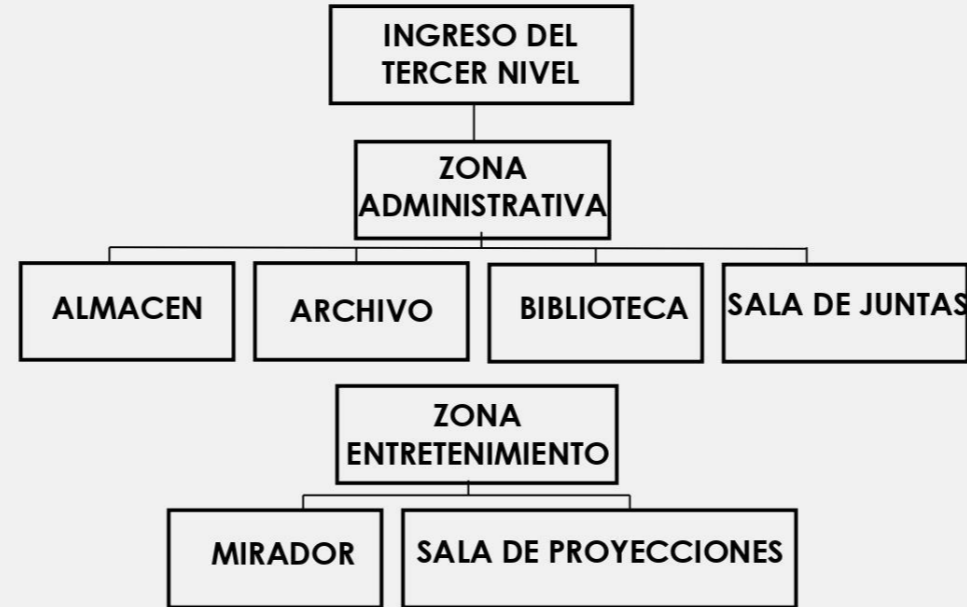 INGRESO DEL
TERCER NIVEL
ZONA
ADMINISTRATIVA
ALMACEN
ARCHIVO
BIBLIOTECA
SALA DE JUNTAS
ZONA
ENTRETENIMIENTO
MIRADOR
SALA DE PROYECCIONES